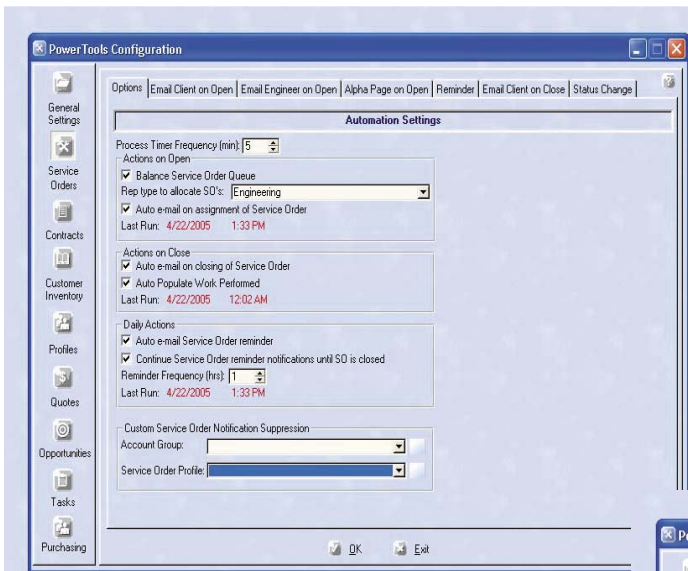 PowerTools Configuration
General Settings
Service Orders
Contracts
Customer Inventory
Profiles
Quotes
Opportunities
Tasks
Purchasing
Options
Email Client on Open
Email Engineer on Open
Alpha Page on Open
Reminder
Email Client on Close
Status Change
Automation Settings
Process Timer Frequency (min): 5
Actions on Open
Balance Service Order Queue
Rep type to allocate SO's: Engineering
Auto e-mail on assignment of Service Order
Last Run: 4/22/2005 1:33 PM
Actions on Close
Auto e-mail on closing of Service Order
Auto Populate Work Performed
Last Run: 4/22/2005 12:02 AM
Daily Actions
Auto e-mail Service Order reminder
Continue Service Order reminder notifications until SO is closed
Reminder Frequency (hrs): 1
Last Run: 4/22/2005 1:33 PM
Custom Service Order Notification Suppression
Account Group:
Service Order Profile:
OK
Exit